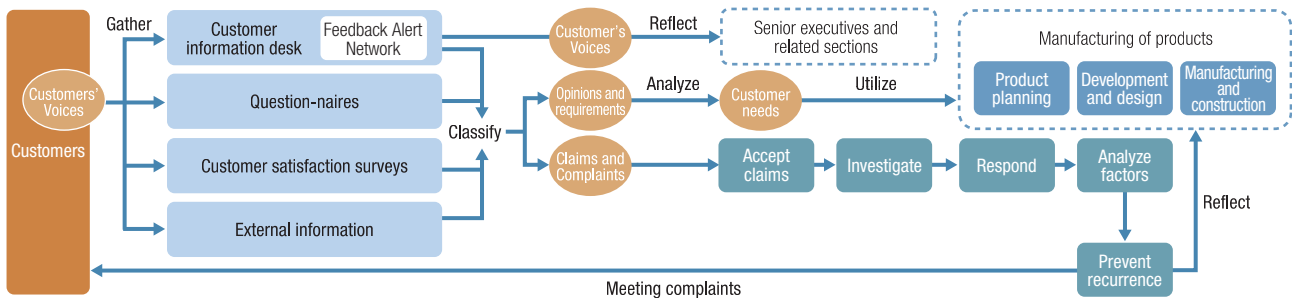 Gather
Customers'
Voices
Customers
Customer
information desk
Feedback Alert
Network
Question-naires
Customer satisfaction surveys
External information
Classify
Customer's
Voices
Reflect
Senior executives and
related sections
Opinions and
requirements
Analyze
Customer
needs
Utilize
Manufacturing of products
Product
planning
Development
and design
Manufacturing
and
construction
Claims and
Complaints
Accept
claims
Investigate
Respond
Analyze
factors
Reflect
Prevent
recurrence
Meeting complaints